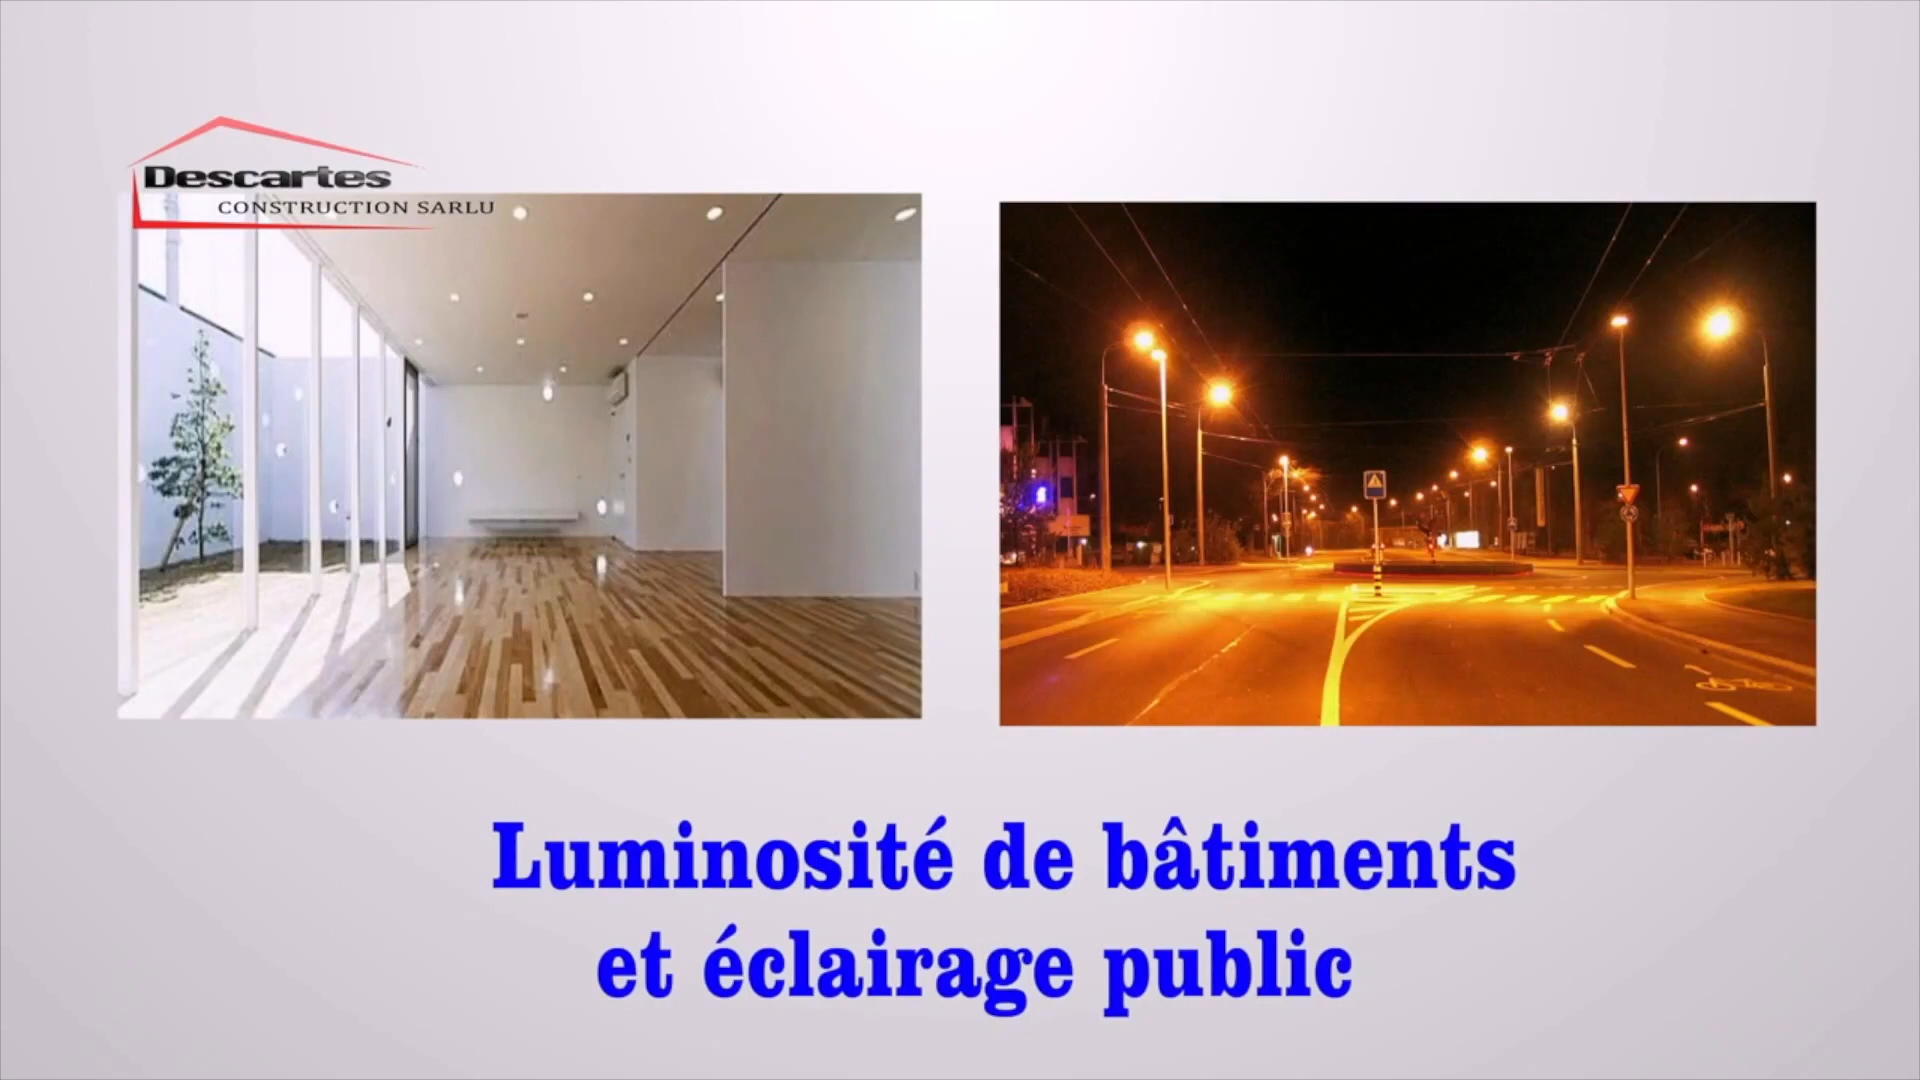 Descartes
CONSTRUCTION SARLU
Luminosité de bâtiments
et éclairage public